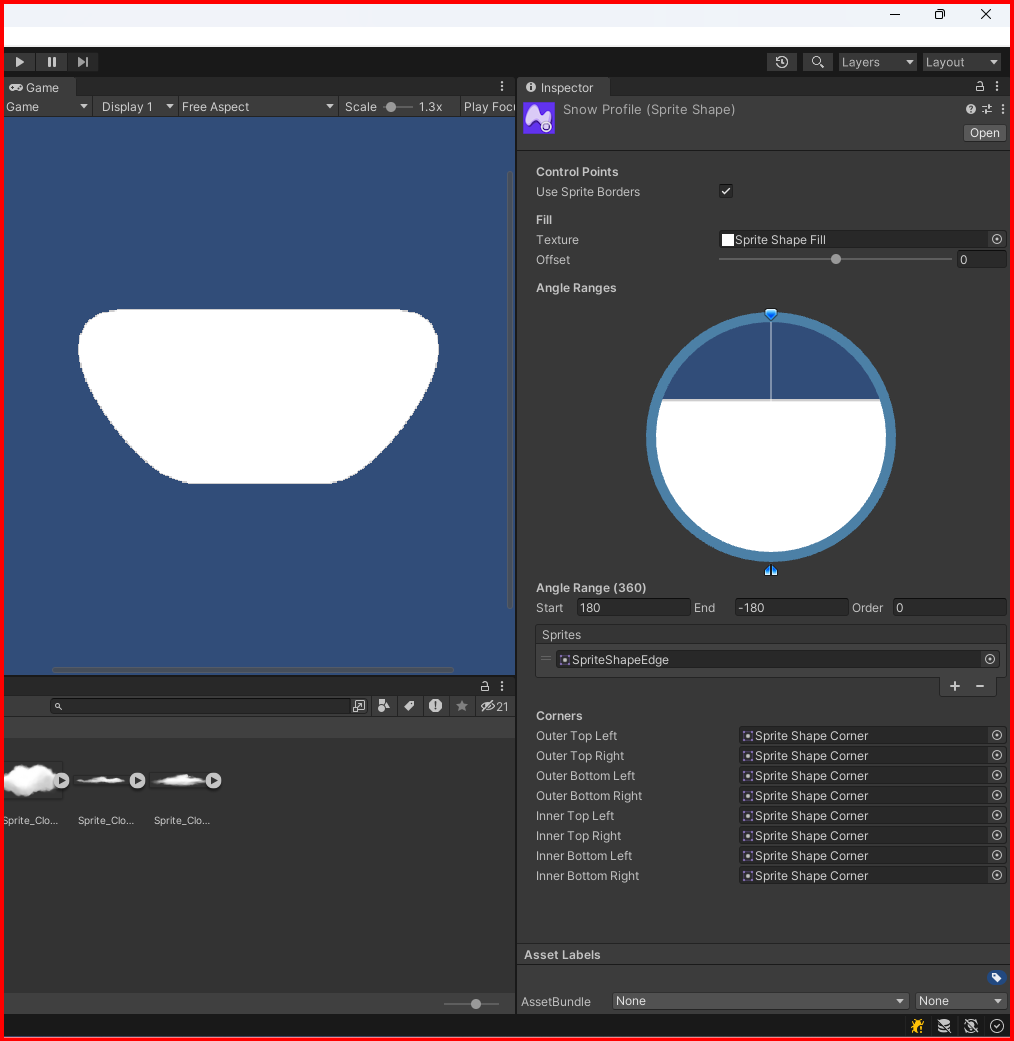 Layers
Layout
Game
Game
Display 1
Free Aspect
Scale
1.3x
Play Focu
21
Sprite_Clo...
Sprite_Clo...
Sprite_Clo...
Inspector
Snow Profile (Sprite Shape)
Open
Control Points
Use Sprite Borders
Fill
Texture
Sprite Shape Fill
Offset
0
Angle Ranges
Angle Range (360)
Start 180 End -180 Order 0
Sprites
SpriteShapeEdge
Corners
Outer Top Left Sprite Shape Corner
Outer Top Right Sprite Shape Corner
Outer Bottom Left Sprite Shape Corner
Outer Bottom Right Sprite Shape Corner
Inner Top Left Sprite Shape Corner
Inner Top Right Sprite Shape Corner
Inner Bottom Left Sprite Shape Corner
Inner Bottom Right Sprite Shape Corner
Asset Labels
AssetBundle None None